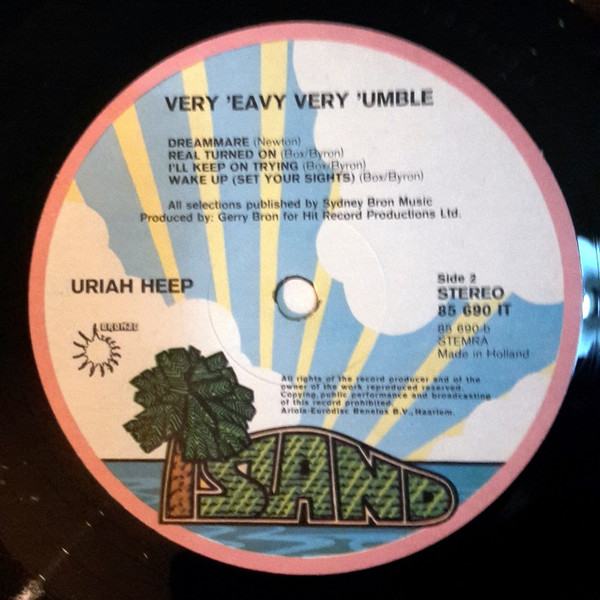 VERY 'EAVY VERY 'UMBLE
DREAMMARE (Newton)
REAL TURNED ON (Box/Byron)
I'LL KEEP ON TRYING (Box/Byron)
WAKE UP (SET YOUR SIGHTS) (Box/Byron)
All selections published by Sydney Bron Music
Produced by: Gerry Bron for Hit Record Productions Ltd.
URIAH HEEP
Side 2
STEREO
85 690 IT
85 690-b
STEMRA
Made in Holland
BRONZE
All rights of the record producer and of the
owner of the work reproduced reserved.
Copying, public performance and broadcasting
of this record prohibited.
Ariola-Eurodisc Benelux B.V., Haarlem.
ISLAND